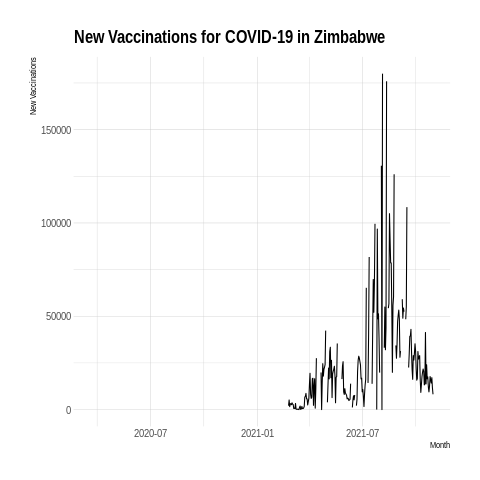 New Vaccinations for COVID-19 in Zimbabwe
New Vaccinations
150000
100000
50000
0
2020-07
2021-01
2021-07
Month